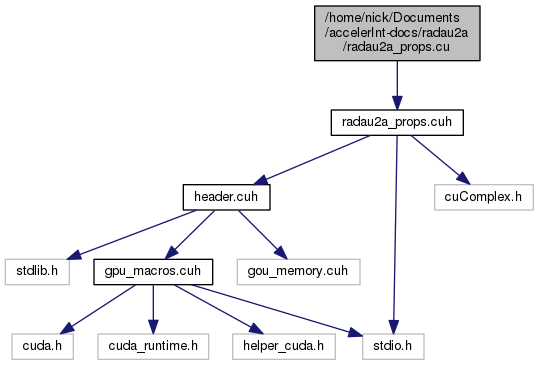 /home/nick/Documents
/accelerInt-docs/radau2a
/radau2a_props.cu
radau2a_props.cuh
header.cuh
cuComplex.h
stdlib.h
gpu_macros.cuh
gou_memory.cuh
cuda.h
cuda_runtime.h
helper_cuda.h
stdio.h